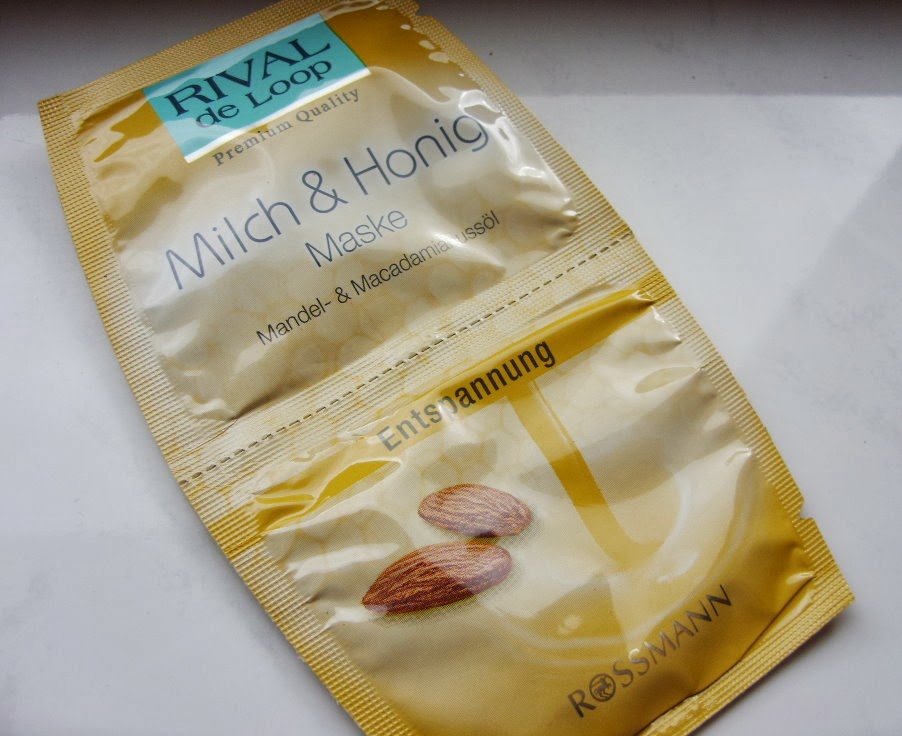 RIVAL
de Loop
Premium Quality
Milch & Honig
Maske
Mandel- & Macadamianussöl
Entspannung
ROSSMANN